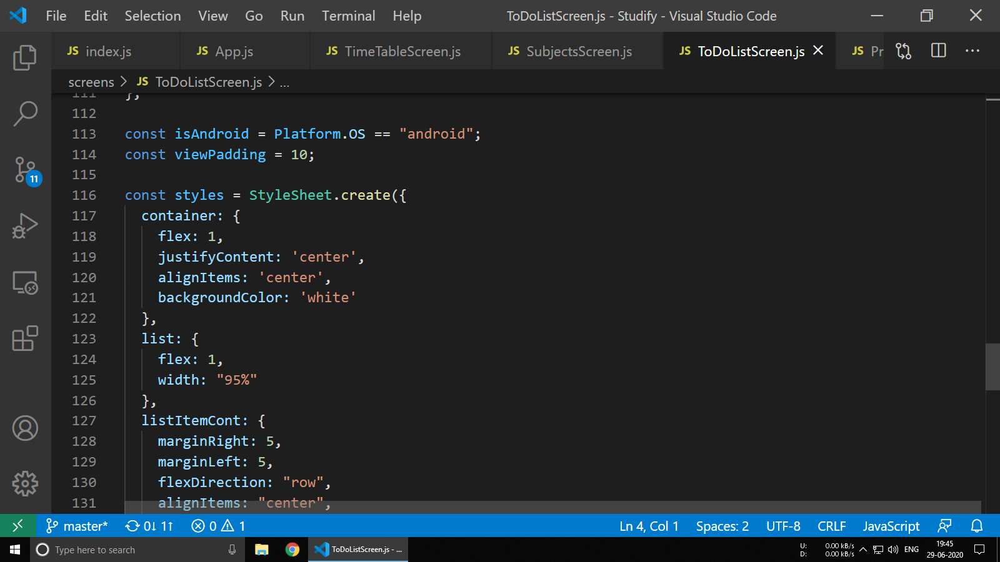 File Edit Selection View Go Run Terminal Help ToDoListScreen.js - Studify - Visual Studio Code
JS index.js JS App.js JS TimeTableScreen.js JS SubjectsScreen.js JS ToDoListScreen.js JS Pr
screens > JS ToDoListScreen.js > ...
111 };
112
113 const isAndroid = Platform.OS == "android";
114 const viewPadding = 10;
115
116 const styles = StyleSheet.create({
117 container: {
118 flex: 1,
119 justifyContent: 'center',
120 alignItems: 'center',
121 backgroundColor: 'white'
122 },
123 list: {
124 flex: 1,
125 width: "95%"
126 },
127 listItemCont: {
128 marginRight: 5,
129 marginLeft: 5,
130 flexDirection: "row",
131 alignItems: "center",
11
master* 0↓ 1↑ 0 1 Ln 4, Col 1 Spaces: 2 UTF-8 CRLF JavaScript
Type here to search ToDoListScreen.js - ... U: 0.00 kB/s D: 0.00 kB/s ENG 19:45 29-06-2020